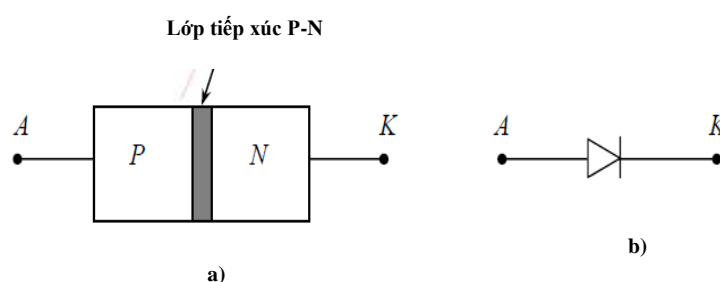 Lớp tiếp xúc P-N
A P N K
A K
b)
a)